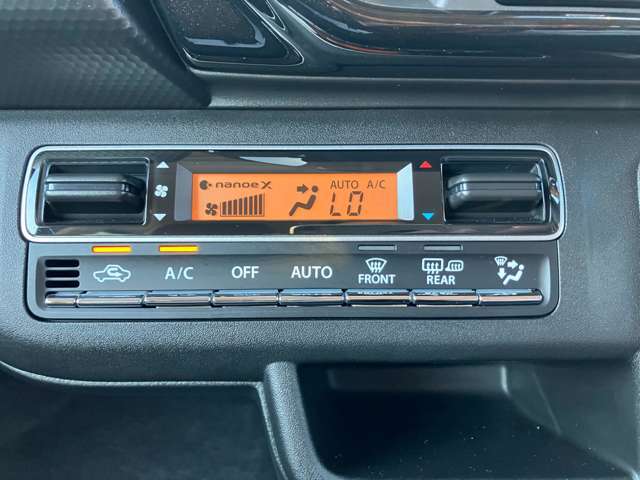 nanoe X AUTO A/C
LO
A/C OFF AUTO FRONT REAR